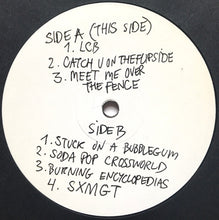 SIDE A (THIS SIDE)
1. LCB
2. CATCH U ON THE FLIPSIDE
3. MEET ME OVER
THE FENCE
SIDE B
1. STUCK ON A BUBBLEGUM
2. SODA POP CROSSWORLD
3. BURNING ENCYCLOPEDIAS
4. SXMGT